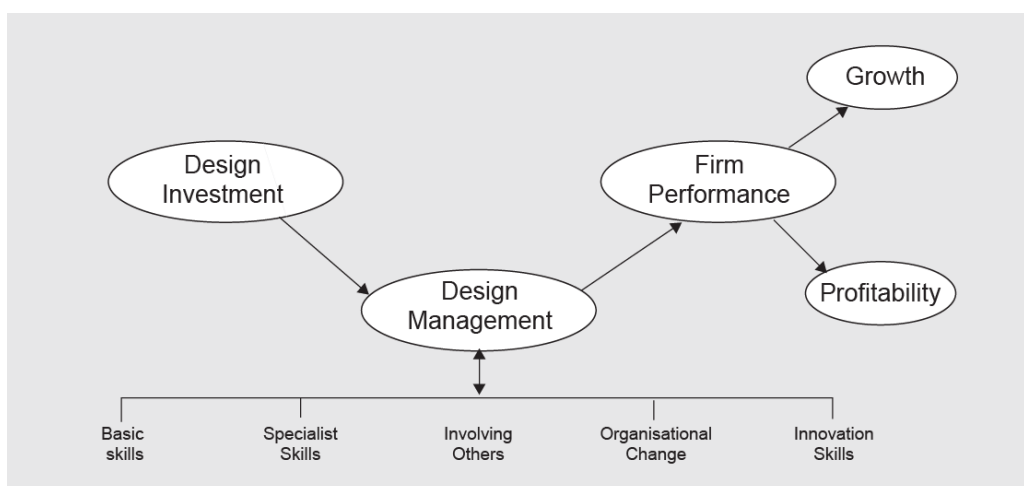 Growth
Design
Investment
Firm
Performance
Design
Management
Profitability
Basic
skills
Specialist
Skills
Involving
Others
Organisational
Change
Innovation
Skills